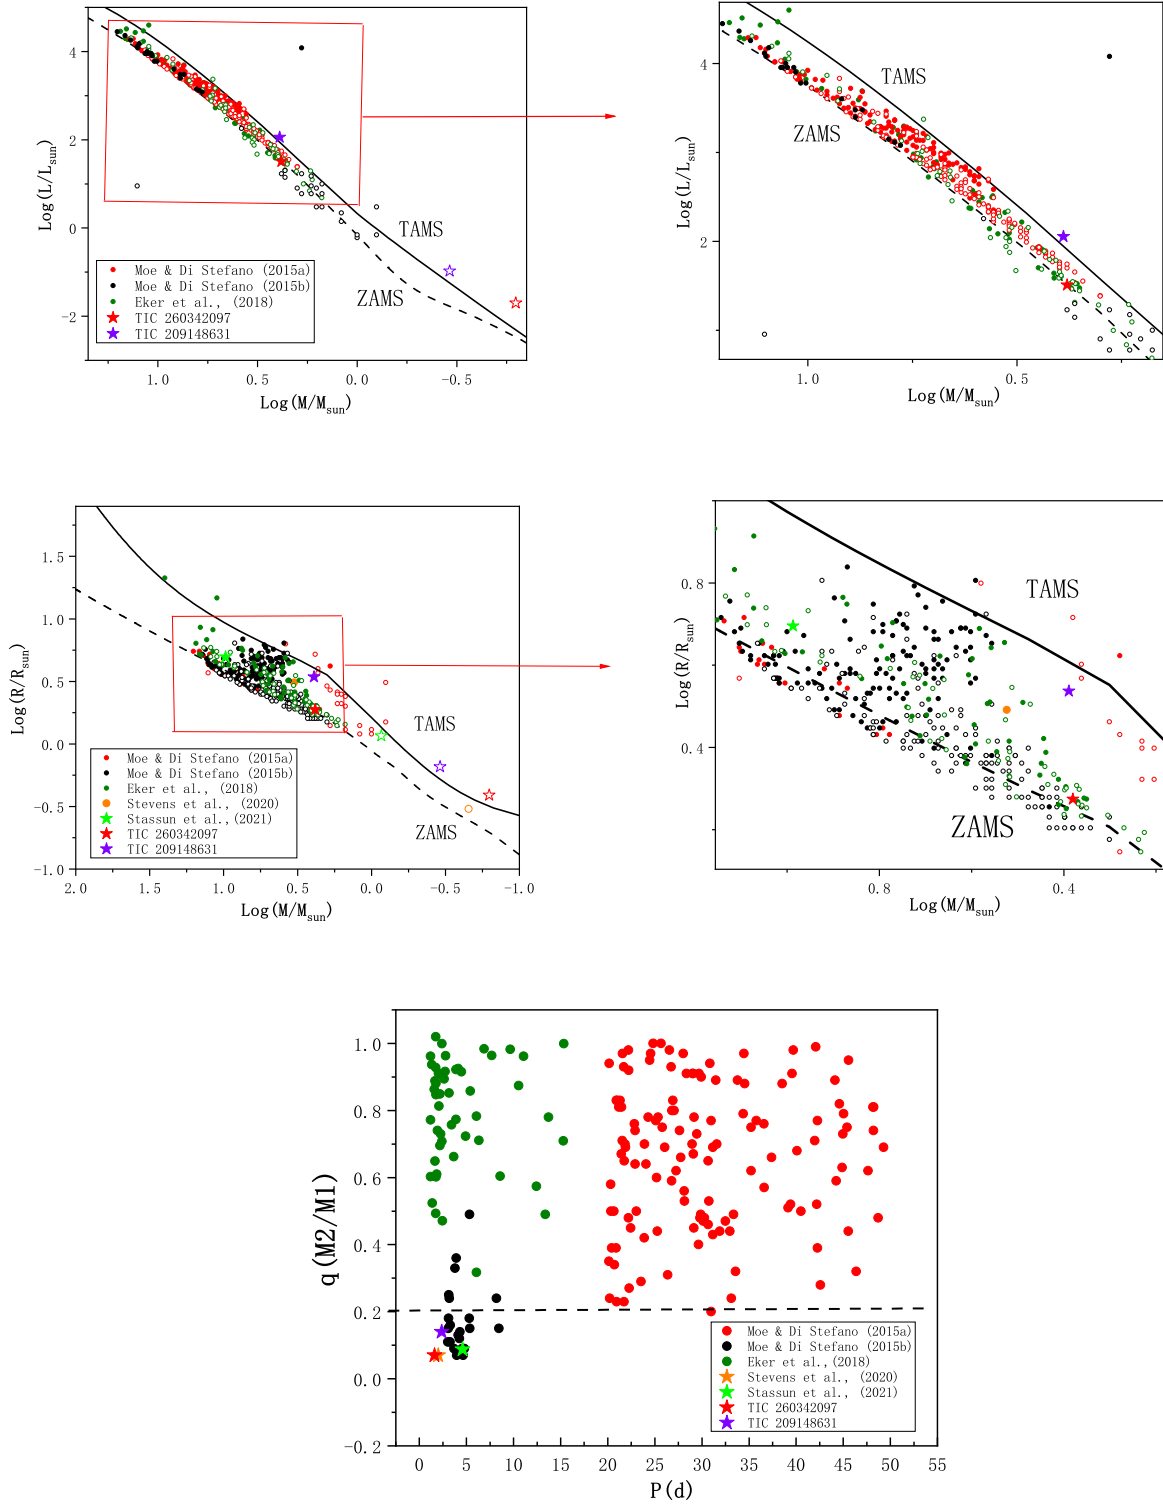 4
2
0
-2
1.0
0.5
0.0
-0.5
Log(L/Lsun)
Log(M/Msun)
TAMS
ZAMS
Moe & Di Stefano (2015a)
Moe & Di Stefano (2015b)
Eker et al., (2018)
TIC 260342097
TIC 209148631
4
2
1.0
0.5
Log(L/Lsun)
Log(M/Msun)
TAMS
ZAMS
1.5
1.0
0.5
0.0
-0.5
-1.0
2.0
1.5
1.0
0.5
0.0
-0.5
-1.0
Log(R/Rsun)
Log(M/Msun)
TAMS
ZAMS
Moe & Di Stefano (2015a)
Moe & Di Stefano (2015b)
Eker et al., (2018)
Stevens et al., (2020)
Stassun et al., (2021)
TIC 260342097
TIC 209148631
0.8
0.4
0.8
0.4
Log(R/Rsun)
Log(M/Msun)
TAMS
ZAMS
1.0
0.8
0.6
0.4
0.2
0.0
-0.2
0
5
10
15
20
25
30
35
40
45
50
55
q(M2/M1)
P(d)
Moe & Di Stefano (2015a)
Moe & Di Stefano (2015b)
Eker et al.,(2018)
Stevens et al., (2020)
Stassun et al., (2021)
TIC 260342097
TIC 209148631